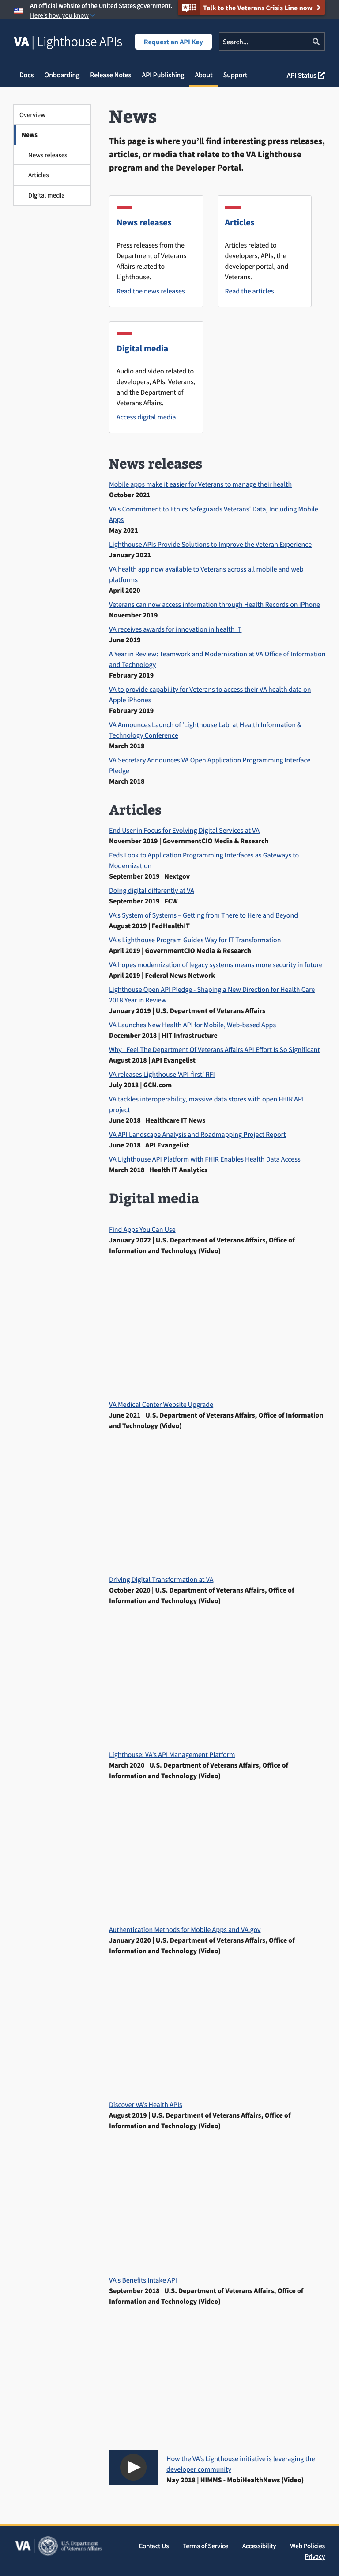 An official website of the United States government.
Here's how you know
Talk to the Veterans Crisis Line now
VA | Lighthouse APIs
Request an API Key
Search...
Docs
Onboarding
Release Notes
API Publishing
About
Support
API Status
Overview
News
News releases
Articles
Digital media
News
This page is where you'll find interesting press releases,
articles, or media that relate to the VA Lighthouse
program and the Developer Portal.
News releases
Press releases from the
Department of Veterans
Affairs related to
Lighthouse.
Read the news releases
Articles
Articles related to
developers, APIs, the
developer portal, and
Veterans.
Read the articles
Digital media
Audio and video related to
developers, APIs, Veterans,
and the Department of
Veterans Affairs.
Access digital media
News releases
Mobile apps make it easier for Veterans to manage their health
October 2021
VA's Commitment to Ethics Safeguards Veterans' Data, Including Mobile
Apps
May 2021
Lighthouse APIs Provide Solutions to Improve the Veteran Experience
January 2021
VA health app now available to Veterans across all mobile and web
platforms
April 2020
Veterans can now access information through Health Records on iPhone
November 2019
VA receives awards for innovation in health IT
June 2019
A Year in Review: Teamwork and Modernization at VA Office of Information
and Technology
February 2019
VA to provide capability for Veterans to access their VA health data on
Apple iPhones
February 2019
VA Announces Launch of 'Lighthouse Lab' at Health Information &
Technology Conference
March 2018
VA Secretary Announces VA Open Application Programming Interface
Pledge
March 2018
Articles
End User in Focus for Evolving Digital Services at VA
November 2019 | GovernmentCIO Media & Research
Feds Look to Application Programming Interfaces as Gateways to
Modernization
September 2019 | Nextgov
Doing digital differently at VA
September 2019 | FCW
VA's System of Systems – Getting from There to Here and Beyond
August 2019 | FedHealthIT
VA's Lighthouse Program Guides Way for IT Transformation
April 2019 | GovernmentCIO Media & Research
VA hopes modernization of legacy systems means more security in future
April 2019 | Federal News Network
Lighthouse Open API Pledge - Shaping a New Direction for Health Care
2018 Year in Review
January 2019 | U.S. Department of Veterans Affairs
VA Launches New Health API for Mobile, Web-based Apps
December 2018 | HIT Infrastructure
Why I Feel The Department Of Veterans Affairs API Effort Is So Significant
August 2018 | API Evangelist
VA releases Lighthouse 'API-first' RFI
July 2018 | GCN.com
VA tackles interoperability, massive data stores with open FHIR API
project
June 2018 | Healthcare IT News
VA API Landscape Analysis and Roadmapping Project Report
June 2018 | API Evangelist
VA Lighthouse API Platform with FHIR Enables Health Data Access
March 2018 | Health IT Analytics
Digital media
Find Apps You Can Use
January 2022 | U.S. Department of Veterans Affairs, Office of
Information and Technology (Video)
VA Medical Center Website Upgrade
June 2021 | U.S. Department of Veterans Affairs, Office of Information
and Technology (Video)
Driving Digital Transformation at VA
October 2020 | U.S. Department of Veterans Affairs, Office of
Information and Technology (Video)
Lighthouse: VA's API Management Platform
March 2020 | U.S. Department of Veterans Affairs, Office of
Information and Technology (Video)
Authentication Methods for Mobile Apps and VA.gov
January 2020 | U.S. Department of Veterans Affairs, Office of
Information and Technology (Video)
Discover VA's Health APIs
August 2019 | U.S. Department of Veterans Affairs, Office of
Information and Technology (Video)
VA's Benefits Intake API
September 2018 | U.S. Department of Veterans Affairs, Office of
Information and Technology (Video)
How the VA's Lighthouse initiative is leveraging the
developer community
May 2018 | HIMMS - MobiHealthNews (Video)
VA
U.S. Department
of Veterans Affairs
Contact Us
Terms of Service
Accessibility
Web Policies
Privacy